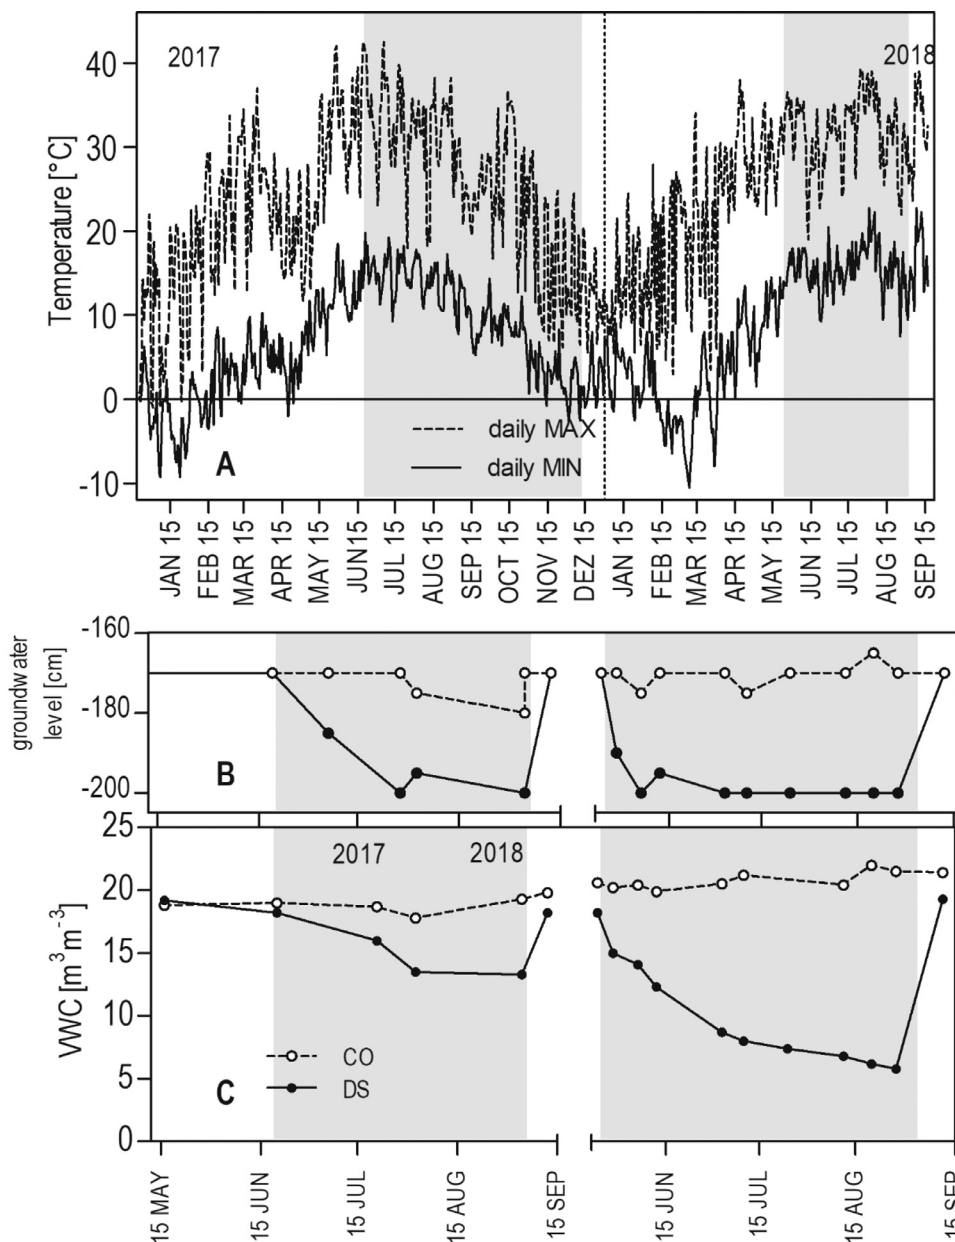 2017
2018
40
30
20
10
0
-10
Temperature [°C]
A
daily MAX
daily MIN
JAN 15
FEB 15
MAR 15
APR 15
MAY 15
JUN 15
JUL 15
AUG 15
SEP 15
OCT 15
NOV 15
DEZ 15
JAN 15
FEB 15
MAR 15
APR 15
MAY 15
JUN 15
JUL 15
AUG 15
SEP 15
-160
-180
-200
groundwater
level [cm]
B
25
20
15
10
5
0
VWC [m³m⁻³]
2017
2018
CO
DS
C
15 MAY
15 JUN
15 JUL
15 AUG
15 SEP
15 JUN
15 JUL
15 AUG
15 SEP